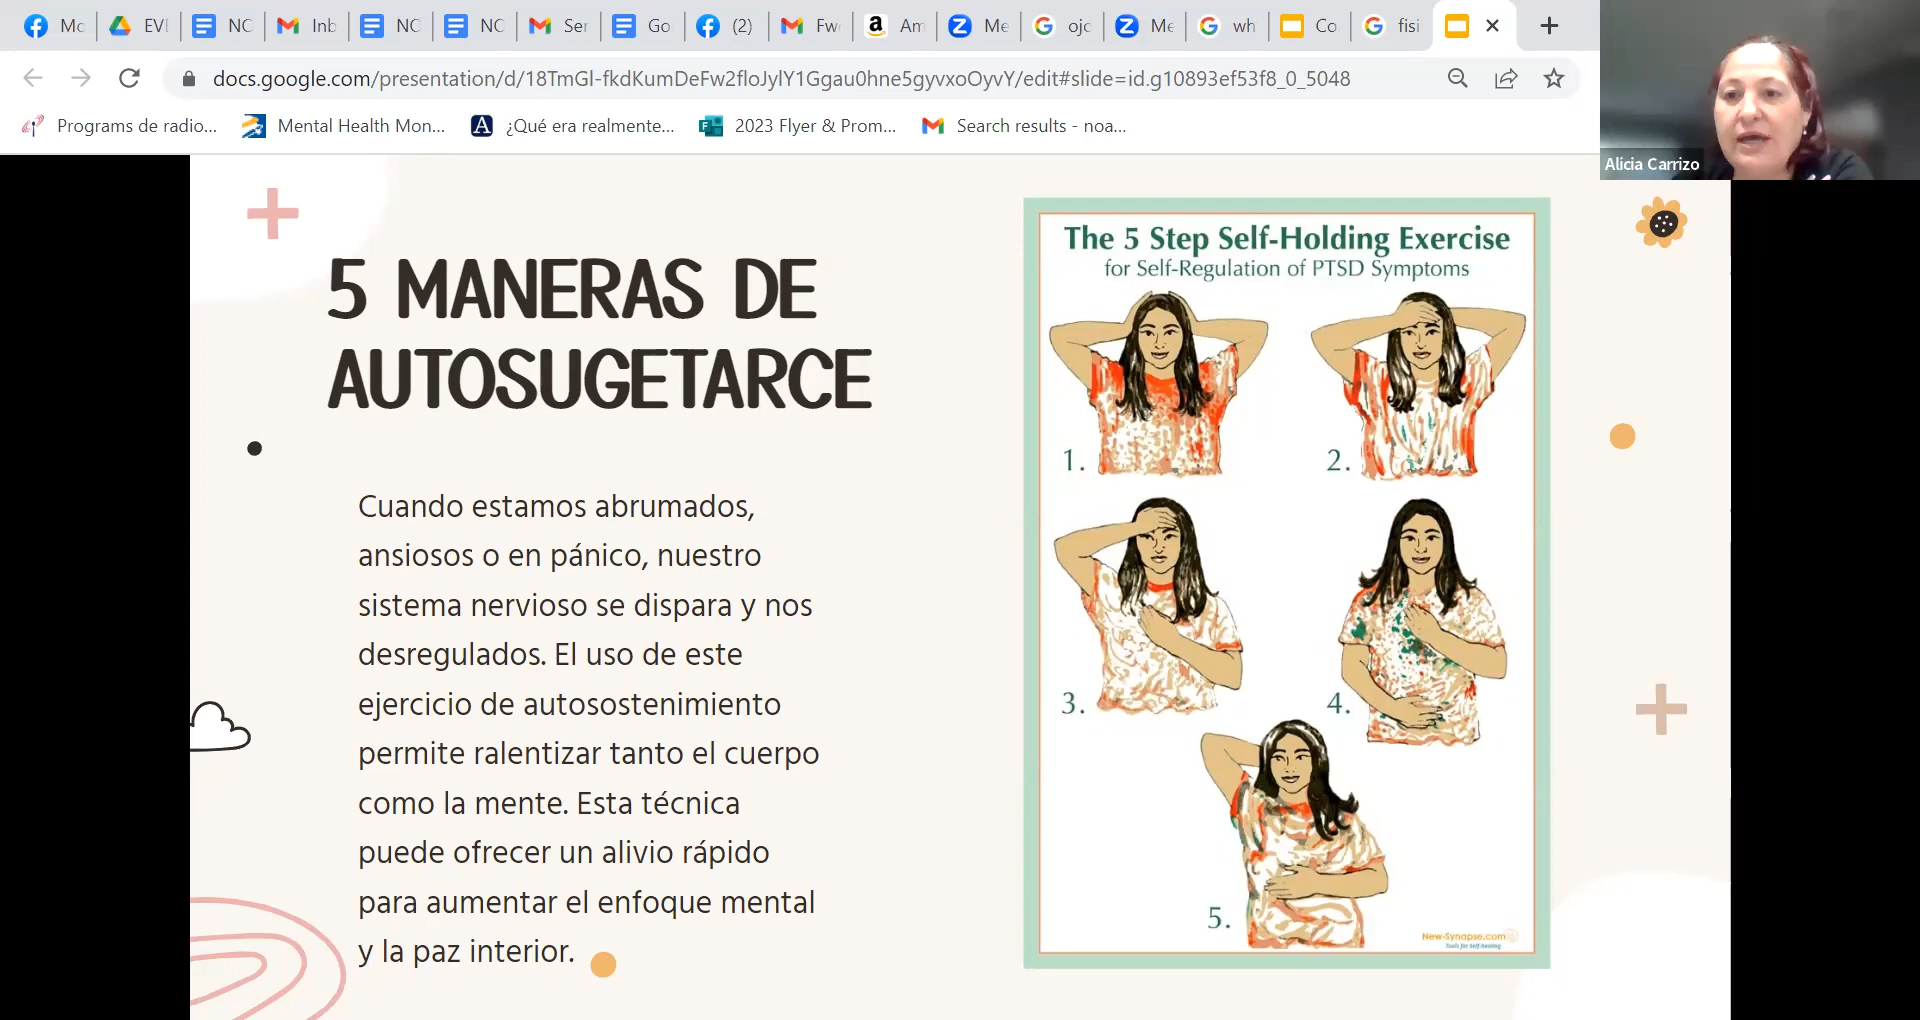 Mc
EVI
NC
Inb
NC
NC
Ser
Go
(2)
Fw
Am
Me
ojc
Me
wh
Co
fisi
docs.google.com/presentation/d/18TmGl-fkdKumDeFw2floJylY1Ggau0hne5gyvxoOyvY/edit#slide=id.g10893ef53f8_0_5048
Programs de radio...
Mental Health Mon...
¿Qué era realmente...
2023 Flyer & Prom...
Search results - noa...
Alicia Carrizo
5 MANERAS DE
AUTOSUGETARCE
Cuando estamos abrumados,
ansiosos o en pánico, nuestro
sistema nervioso se dispara y nos
desregulados. El uso de este
ejercicio de autosostenimiento
permite ralentizar tanto el cuerpo
como la mente. Esta técnica
puede ofrecer un alivio rápido
para aumentar el enfoque mental
y la paz interior.
The 5 Step Self-Holding Exercise
for Self-Regulation of PTSD Symptoms
1.
2.
3.
4.
5.
New-Synapse.com
Tools for Self Healing